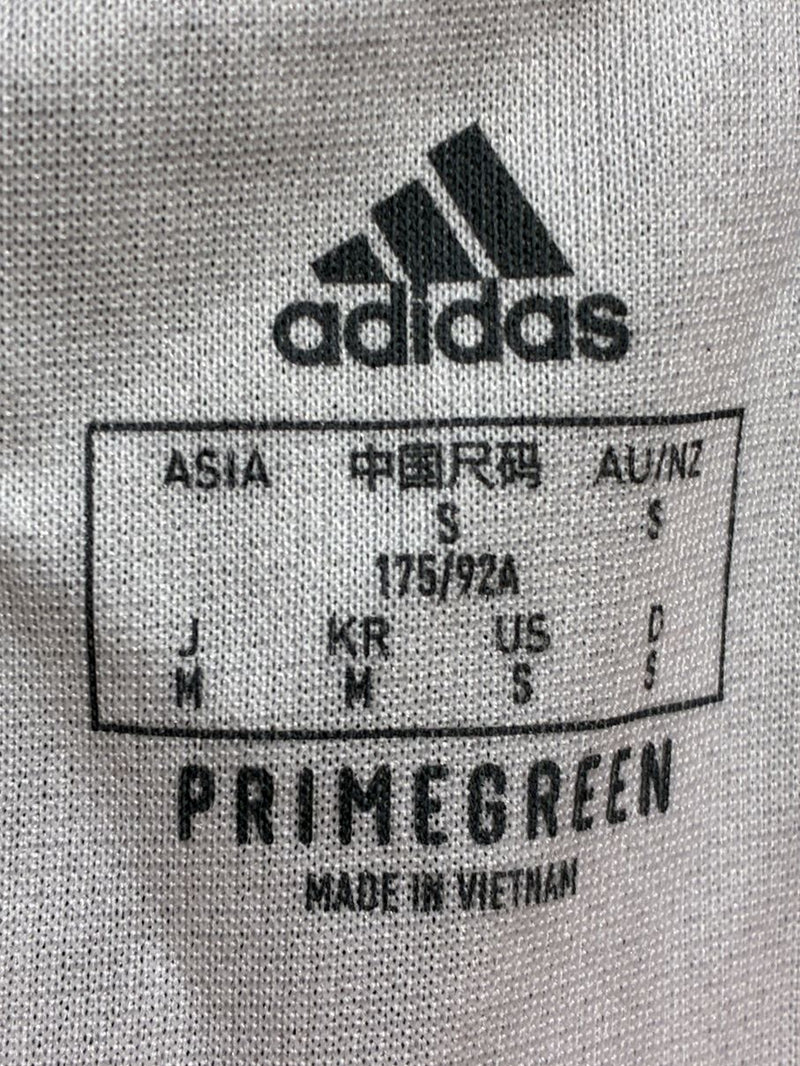 adidas
ASIA 中国尺码 AU/NZ
S S
175/92A
J KR US D
M M S S
PRIMEGREEN
MADE IN VIETNAM